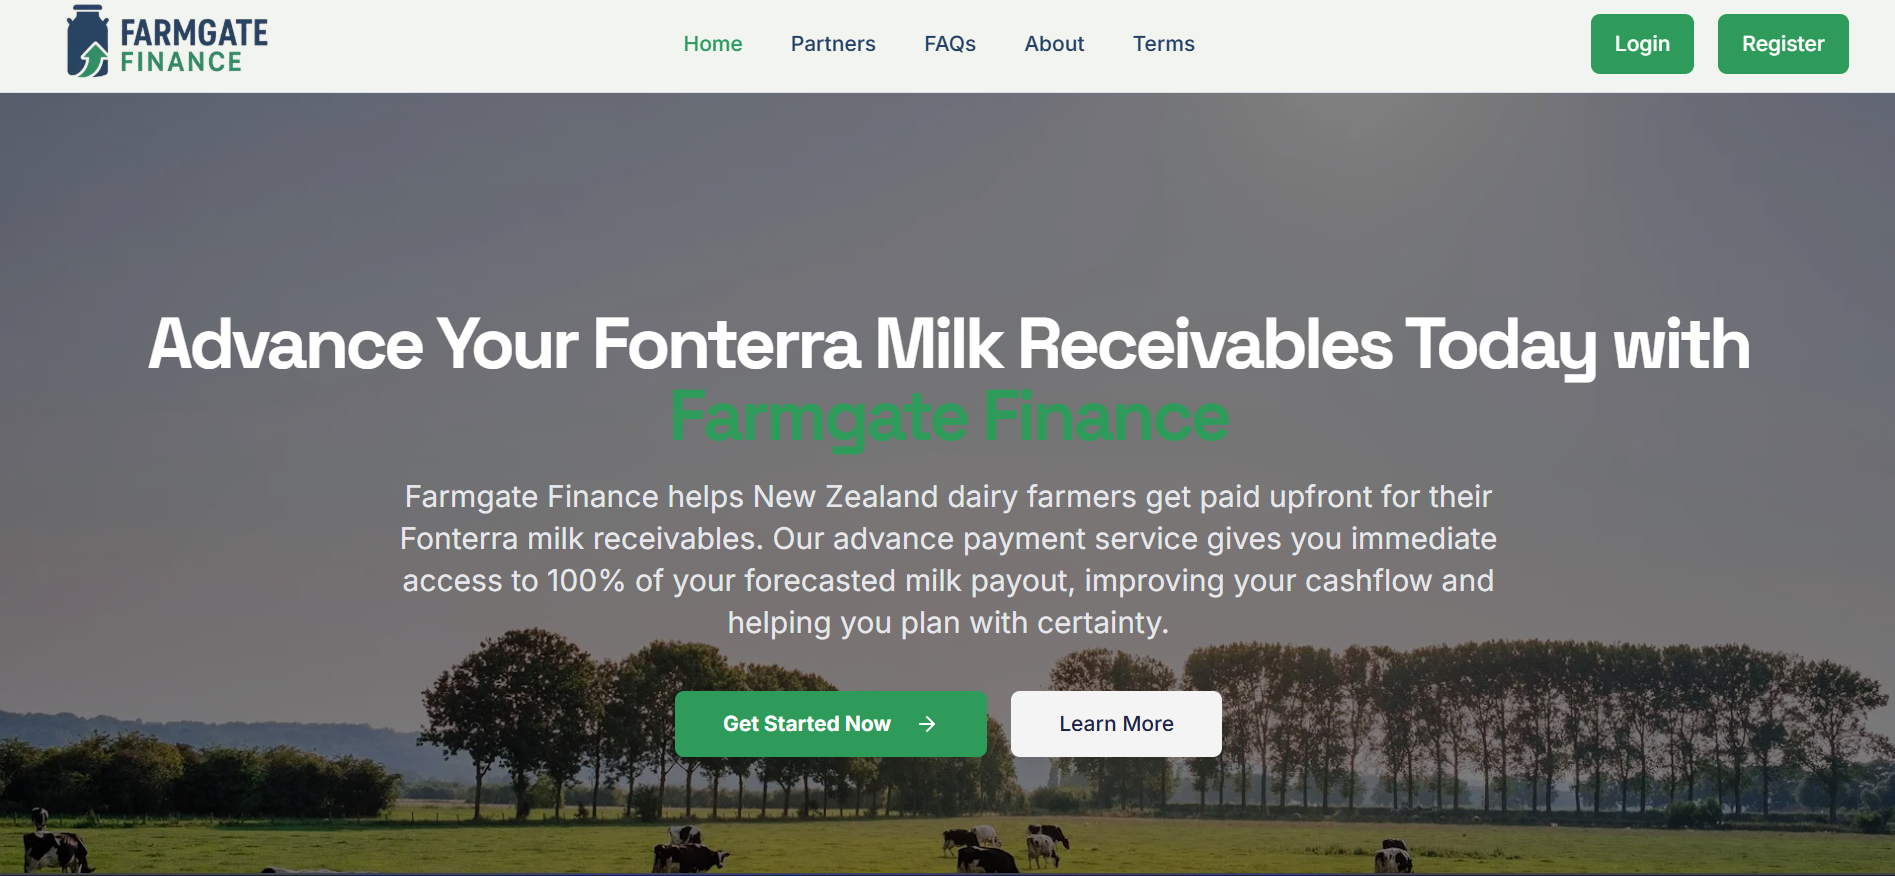 FARMGATE
FINANCE
Home
Partners
FAQs
About
Terms
Login
Register
Advance Your Fonterra Milk Receivables Today with
Farmgate Finance
Farmgate Finance helps New Zealand dairy farmers get paid upfront for their
Fonterra milk receivables. Our advance payment service gives you immediate
access to 100% of your forecasted milk payout, improving your cashflow and
helping you plan with certainty.
Get Started Now
Learn More